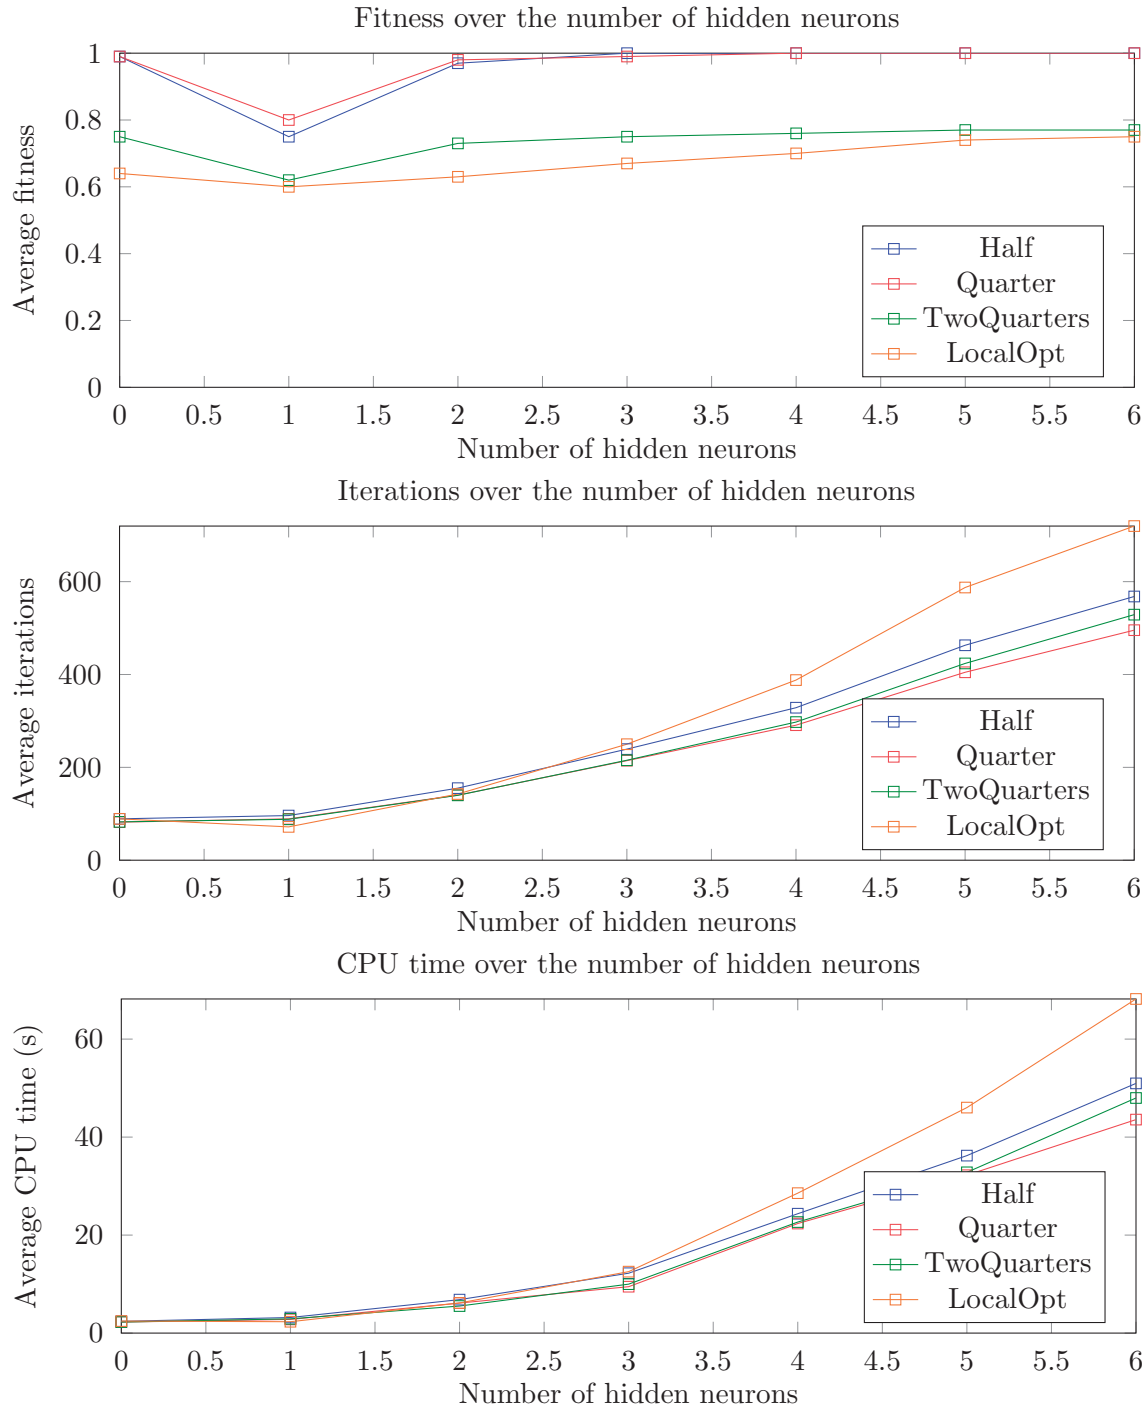 Fitness over the number of hidden neurons
Average fitness
1
0.8
0.6
0.4
0.2
0
Half
Quarter
TwoQuarters
LocalOpt
0 0.5 1 1.5 2 2.5 3 3.5 4 4.5 5 5.5 6
Number of hidden neurons
Iterations over the number of hidden neurons
Average iterations
600
400
200
0
Half
Quarter
TwoQuarters
LocalOpt
0 0.5 1 1.5 2 2.5 3 3.5 4 4.5 5 5.5 6
Number of hidden neurons
CPU time over the number of hidden neurons
Average CPU time (s)
60
40
20
0
Half
Quarter
TwoQuarters
LocalOpt
0 0.5 1 1.5 2 2.5 3 3.5 4 4.5 5 5.5 6
Number of hidden neurons